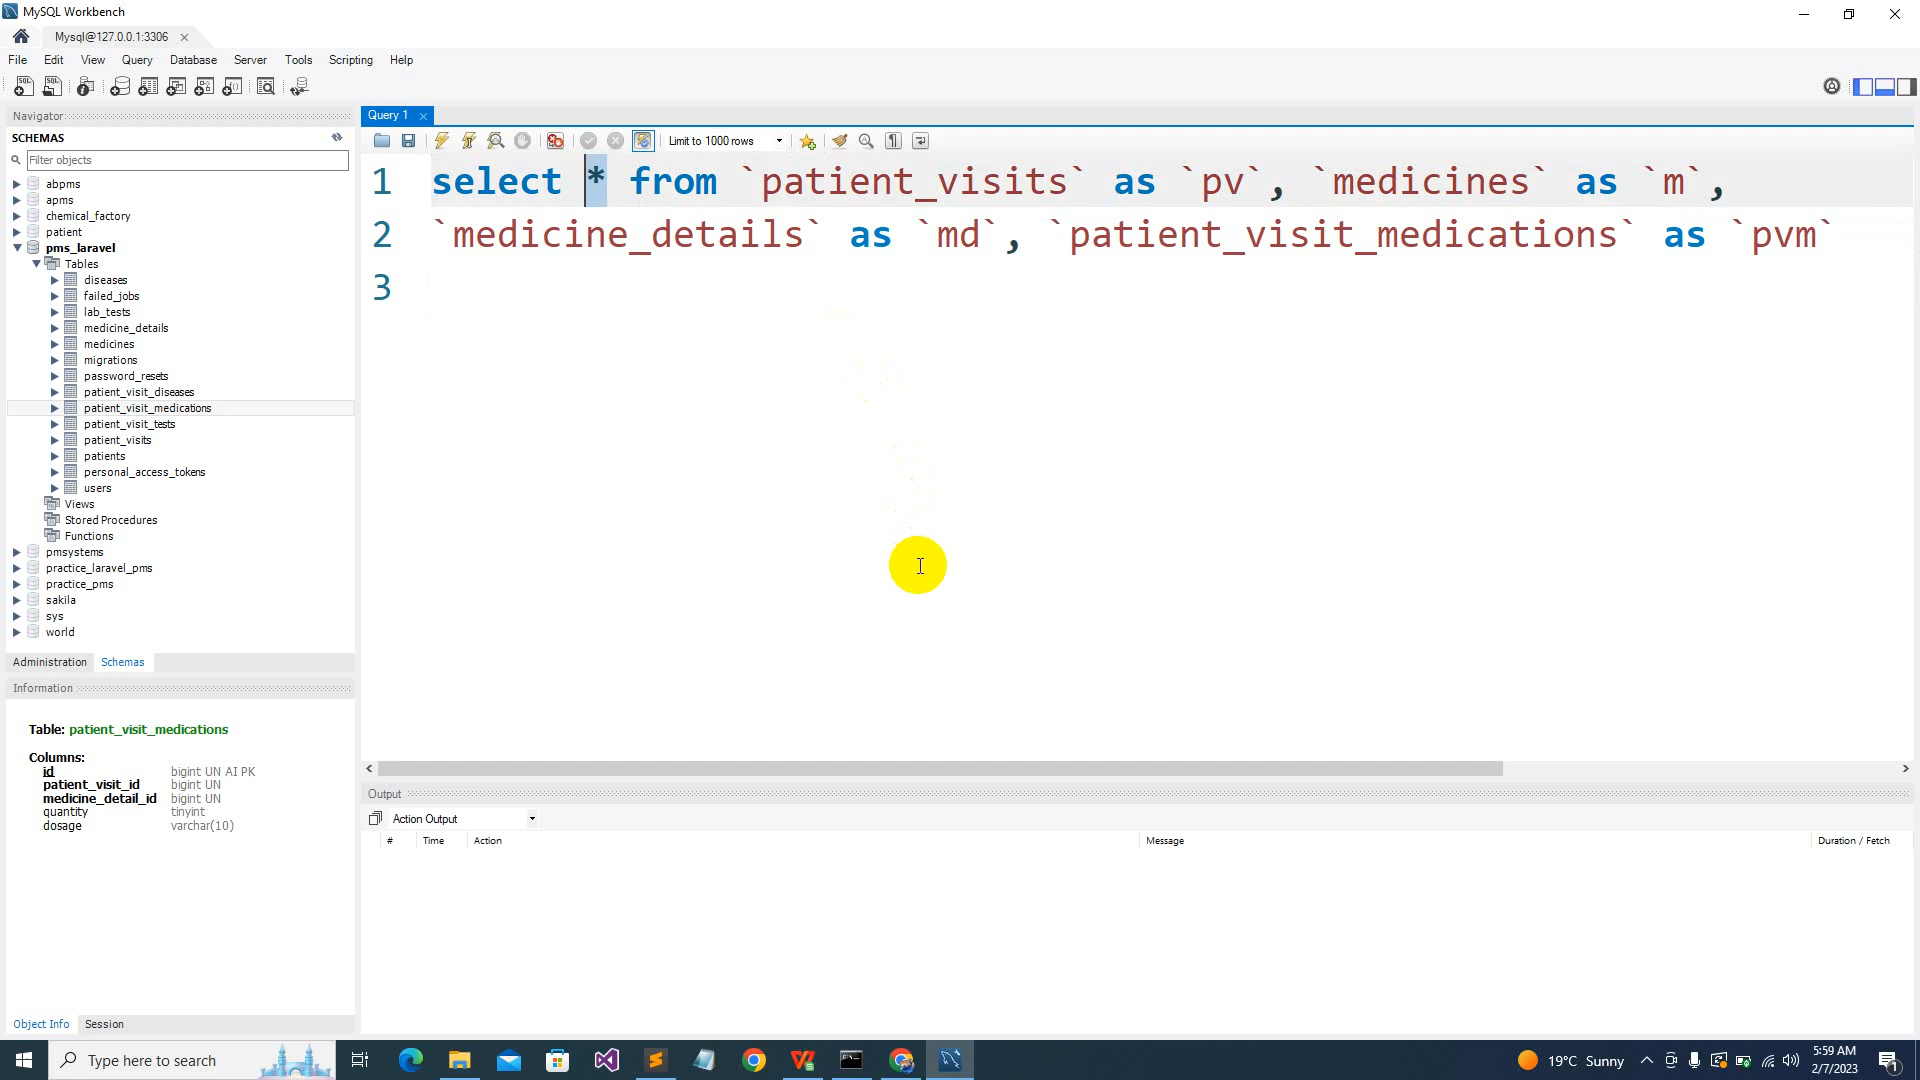 MySQL Workbench
Mysql@127.0.0.1:3306
File Edit View Query Database Server Tools Scripting Help
Navigator
SCHEMAS
Filter objects
abpms
apms
chemical_factory
patient
pms_laravel
Tables
diseases
failed_jobs
lab_tests
medicine_details
medicines
migrations
password_resets
patient_visit_diseases
patient_visit_medications
patient_visit_tests
patient_visits
patients
personal_access_tokens
users
Views
Stored Procedures
Functions
pmsystems
practice_laravel_pms
practice_pms
sakila
sys
world
Administration Schemas
Information
Table: patient_visit_medications
Columns:
id bigint UN AI PK
patient_visit_id bigint UN
medicine_detail_id bigint UN
quantity tinyint
dosage varchar(10)
Object Info Session
Query 1
Limit to 1000 rows
1 select * from `patient_visits` as `pv`, `medicines` as `m`,
2 `medicine_details` as `md`, `patient_visit_medications` as `pvm`
3
Output
Action Output
# Time Action Message Duration / Fetch
Type here to search
19°C Sunny
5:59 AM
2/7/2023